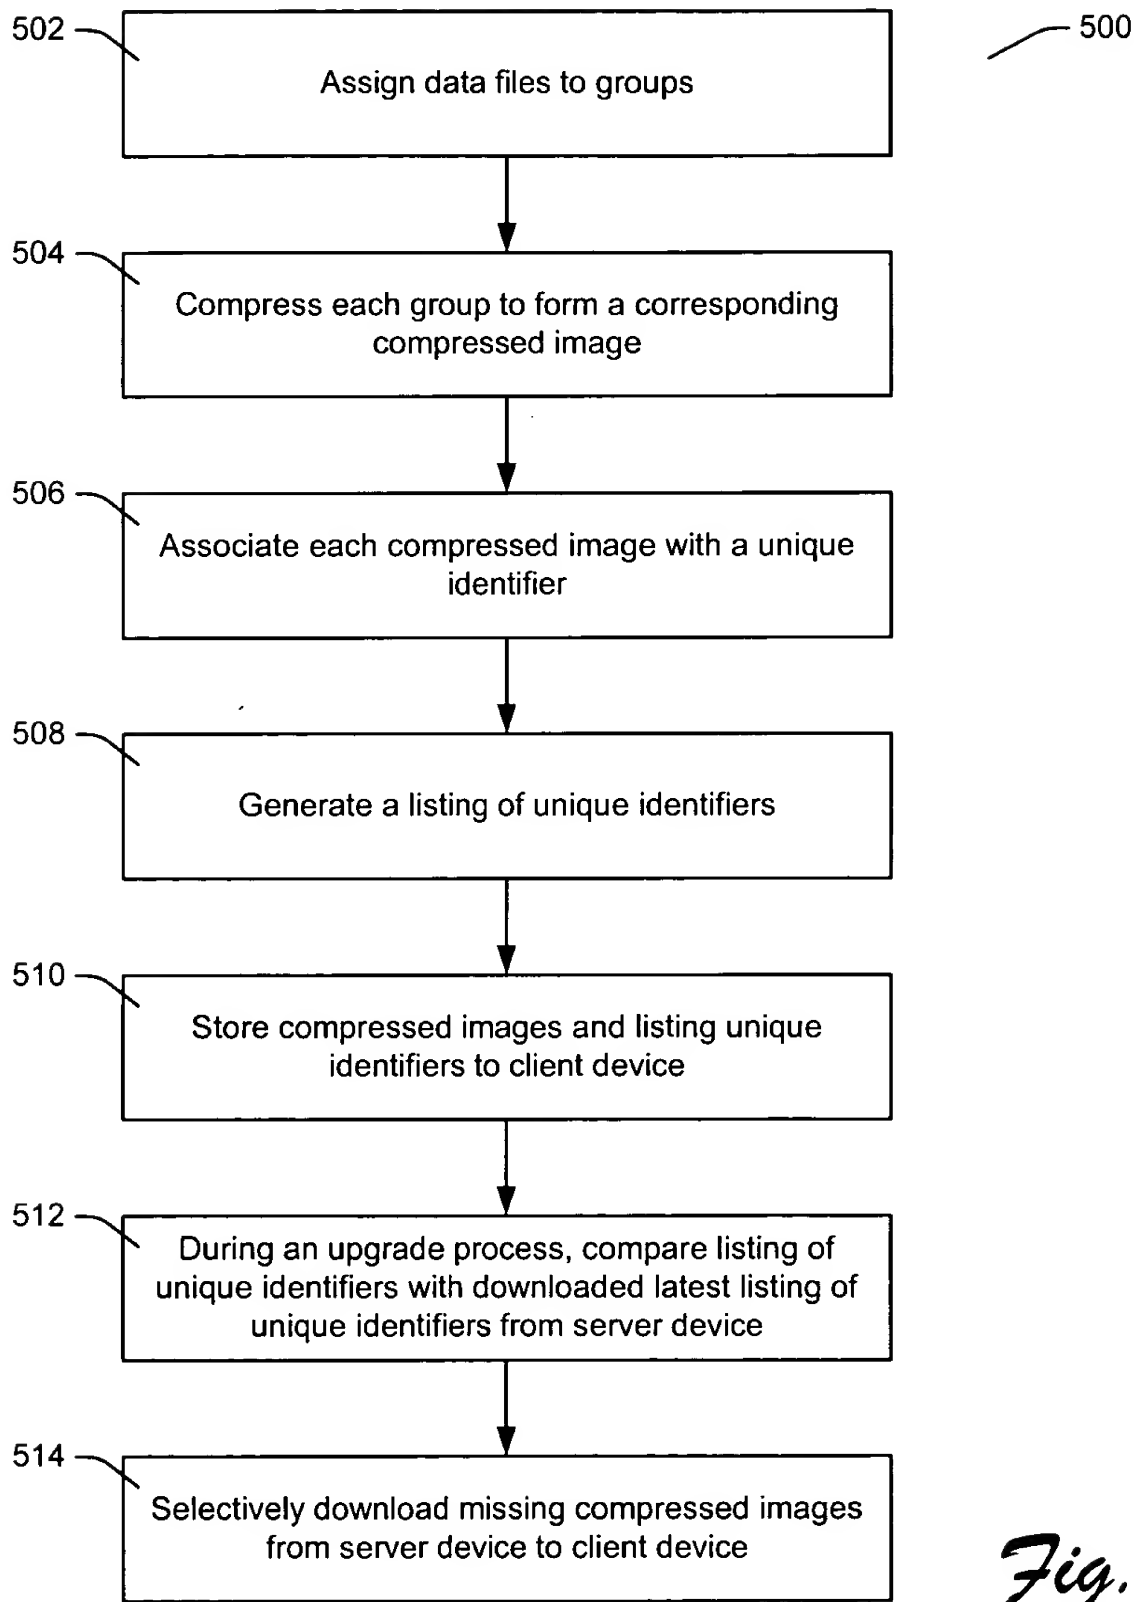 502
500
Assign data files to groups
504
Compress each group to form a corresponding
compressed image
506
Associate each compressed image with a unique
identifier
508
Generate a listing of unique identifiers
510
Store compressed images and listing unique
identifiers to client device
512
During an upgrade process, compare listing of
unique identifiers with downloaded latest listing of
unique identifiers from server device
514
Selectively download missing compressed images
from server device to client device
Fig.